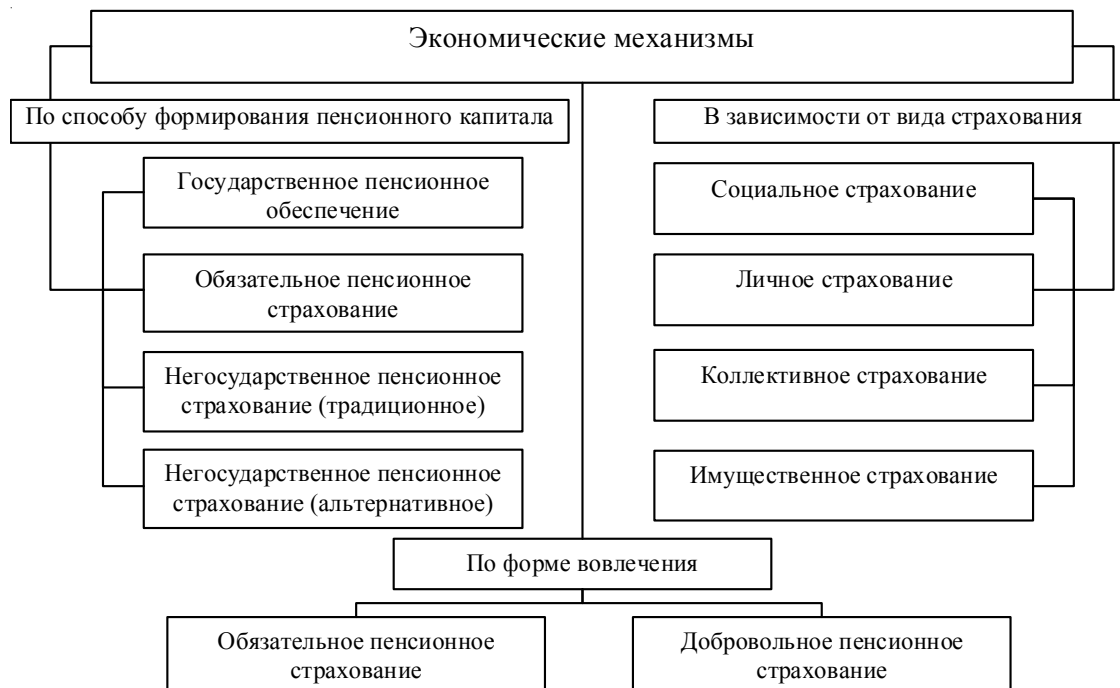 Экономические механизмы
По способу формирования пенсионного капитала
Государственное пенсионное
обеспечение
Обязательное пенсионное
страхование
Негосударственное пенсионное
страхование (традиционное)
Негосударственное пенсионное
страхование (альтернативное)
В зависимости от вида страхования
Социальное страхование
Личное страхование
Коллективное страхование
Имущественное страхование
По форме вовлечения
Обязательное пенсионное
страхование
Добровольное пенсионное
страхование